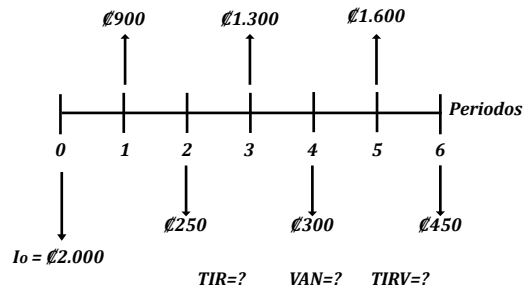 ₡900 ₡1.300 ₡1.600
Periodos
0 1 2 3 4 5 6
₡250 ₡300 ₡450
Io = ₡2.000
TIR=? VAN=? TIRV=?